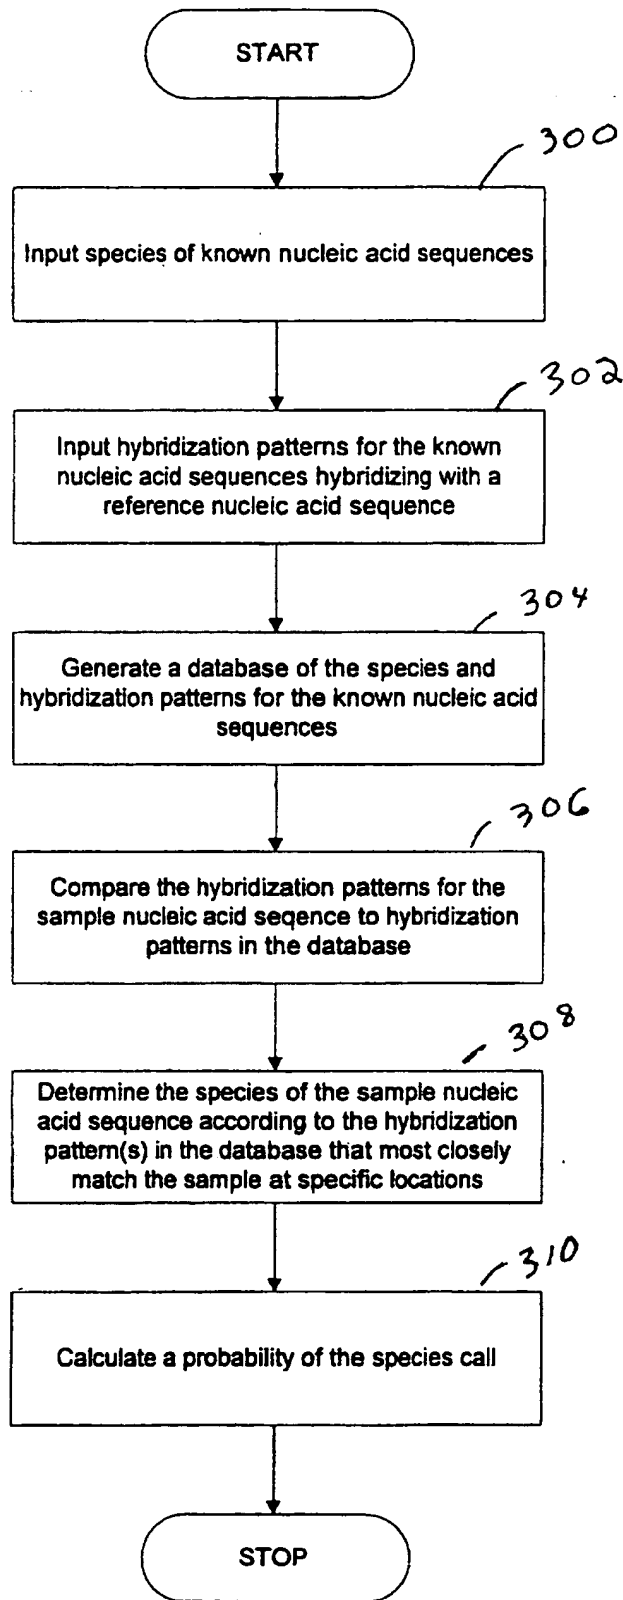 START
300
Input species of known nucleic acid sequences
302
Input hybridization patterns for the known
nucleic acid sequences hybridizing with a
reference nucleic acid sequence
304
Generate a database of the species and
hybridization patterns for the known nucleic acid
sequences
306
Compare the hybridization patterns for the
sample nucleic acid seqence to hybridization
patterns in the database
308
Determine the species of the sample nucleic
acid sequence according to the hybridization
pattern(s) in the database that most closely
match the sample at specific locations
310
Calculate a probability of the species call
STOP